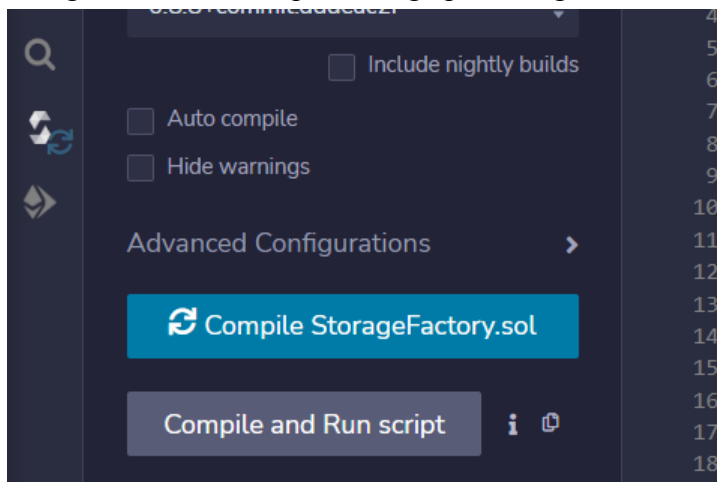 Include nightly builds
Auto compile
Hide warnings
Advanced Configurations
Compile StorageFactory.sol
Compile and Run script
4
5
6
7
8
9
10
11
12
13
14
15
16
17
18